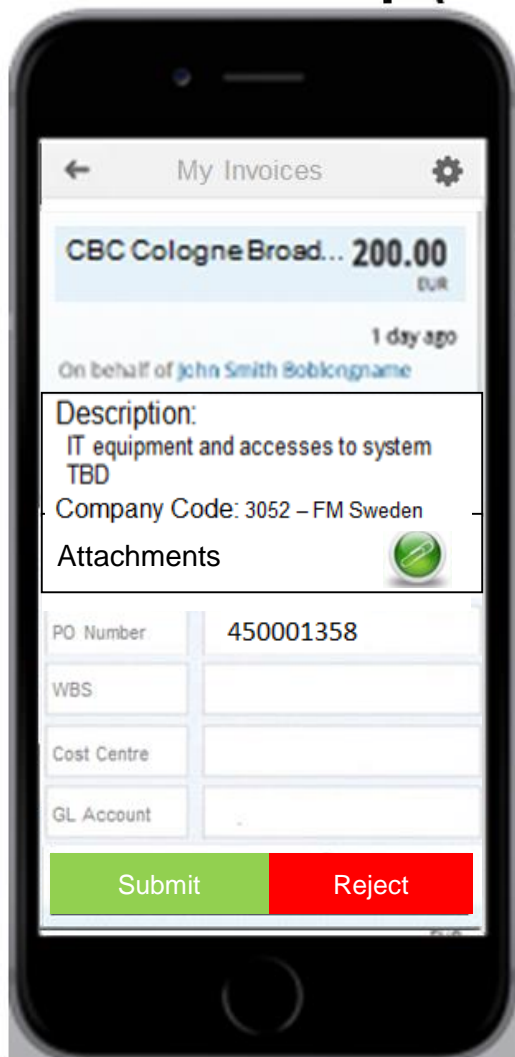 My Invoices
CBC Cologne Broad... 200.00
EUR
1 day ago
On behalf of John Smith Boblongname
Description:
IT equipment and accesses to system
TBD
Company Code: 3052 – FM Sweden
Attachments
PO Number 450001358
WBS
Cost Centre
GL Account
Submit Reject